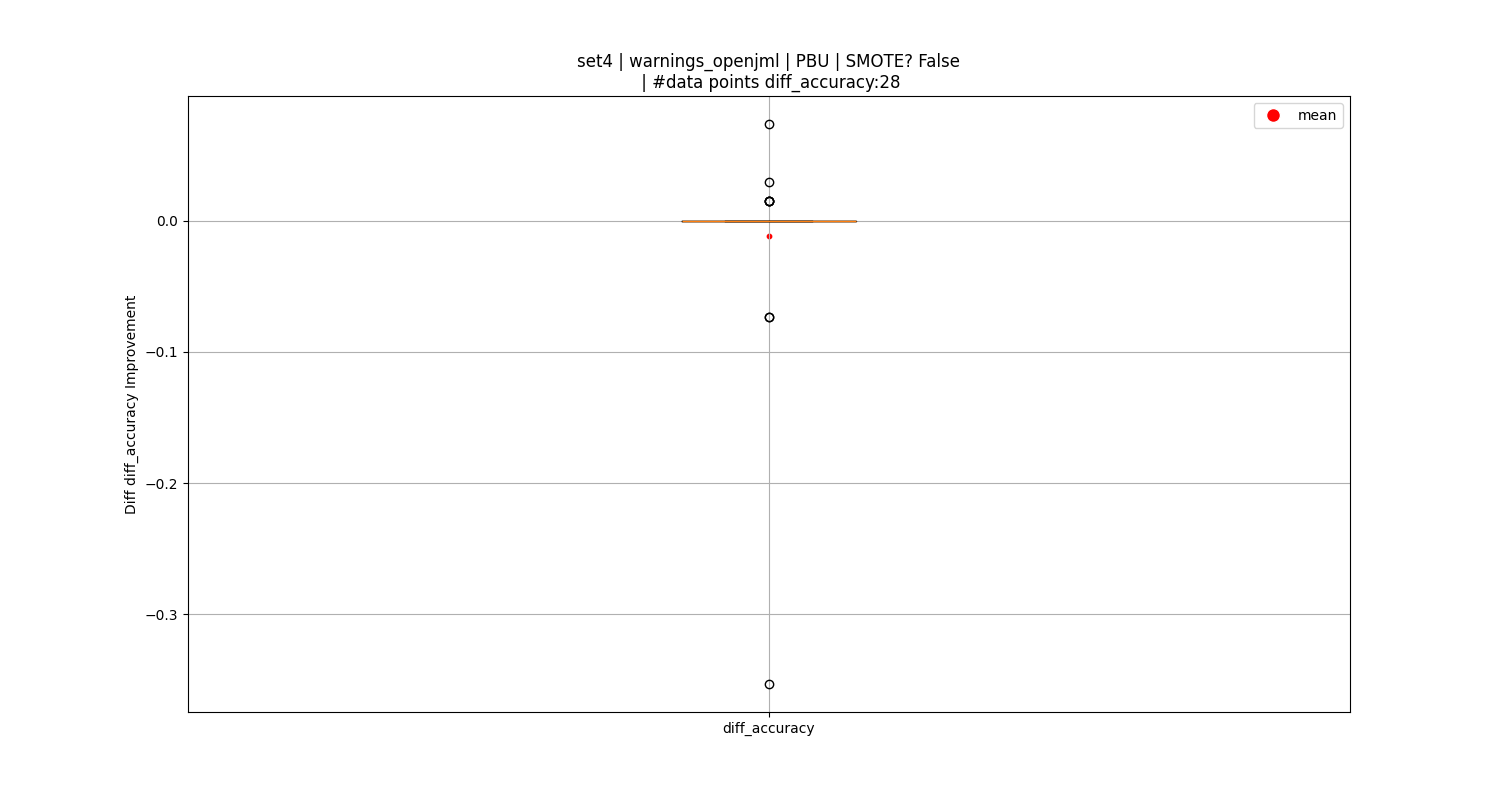 set4 | warnings_openjml | PBU | SMOTE? False
| #data points diff_accuracy:28
mean
0.0
−0.1
−0.2
−0.3
Diff diff_accuracy Improvement
diff_accuracy